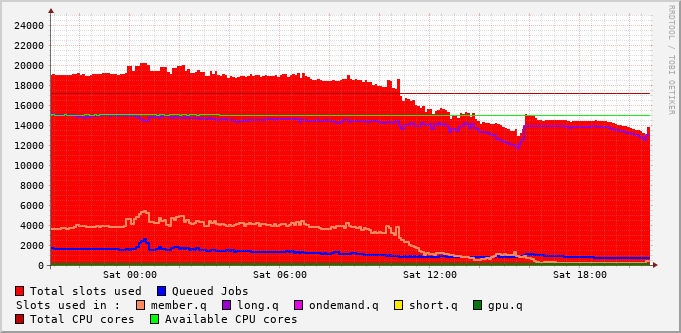 RRDTOOL / TOBI OETIKER
24000
22000
20000
18000
16000
14000
12000
10000
8000
6000
4000
2000
0
Sat 00:00 Sat 06:00 Sat 12:00 Sat 18:00
Total slots used Queued Jobs
Slots used in : member.q long.q ondemand.q short.q gpu.q
Total CPU cores Available CPU cores